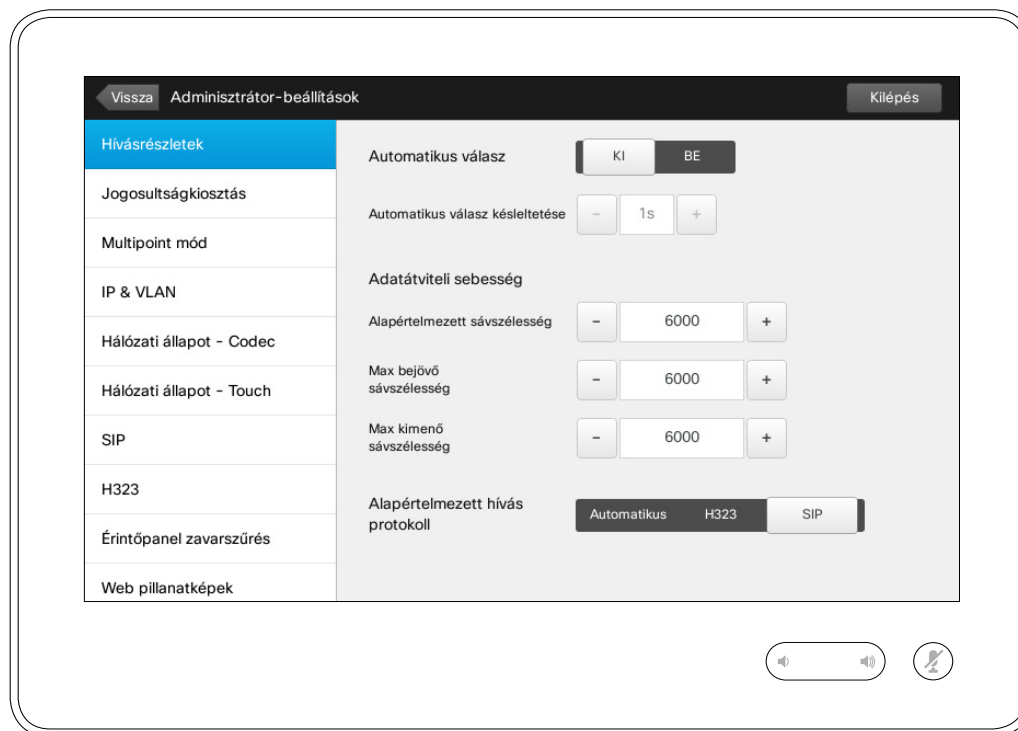 Vissza Adminisztrátor-beállítások Kilépés
Hívásrészletek
Jogosultságkiosztás
Multipoint mód
IP & VLAN
Hálózati állapot - Codec
Hálózati állapot - Touch
SIP
H323
Érintőpanel zavarszűrés
Web pillanatképek
Automatikus válasz KI BE
Automatikus válasz késleltetése - 1s +
Adatátviteli sebesség
Alapértelmezett sávszélesség - 6000 +
Max bejövő
sávszélesség - 6000 +
Max kimenő
sávszélesség - 6000 +
Alapértelmezett hívás
protokoll Automatikus H323 SIP